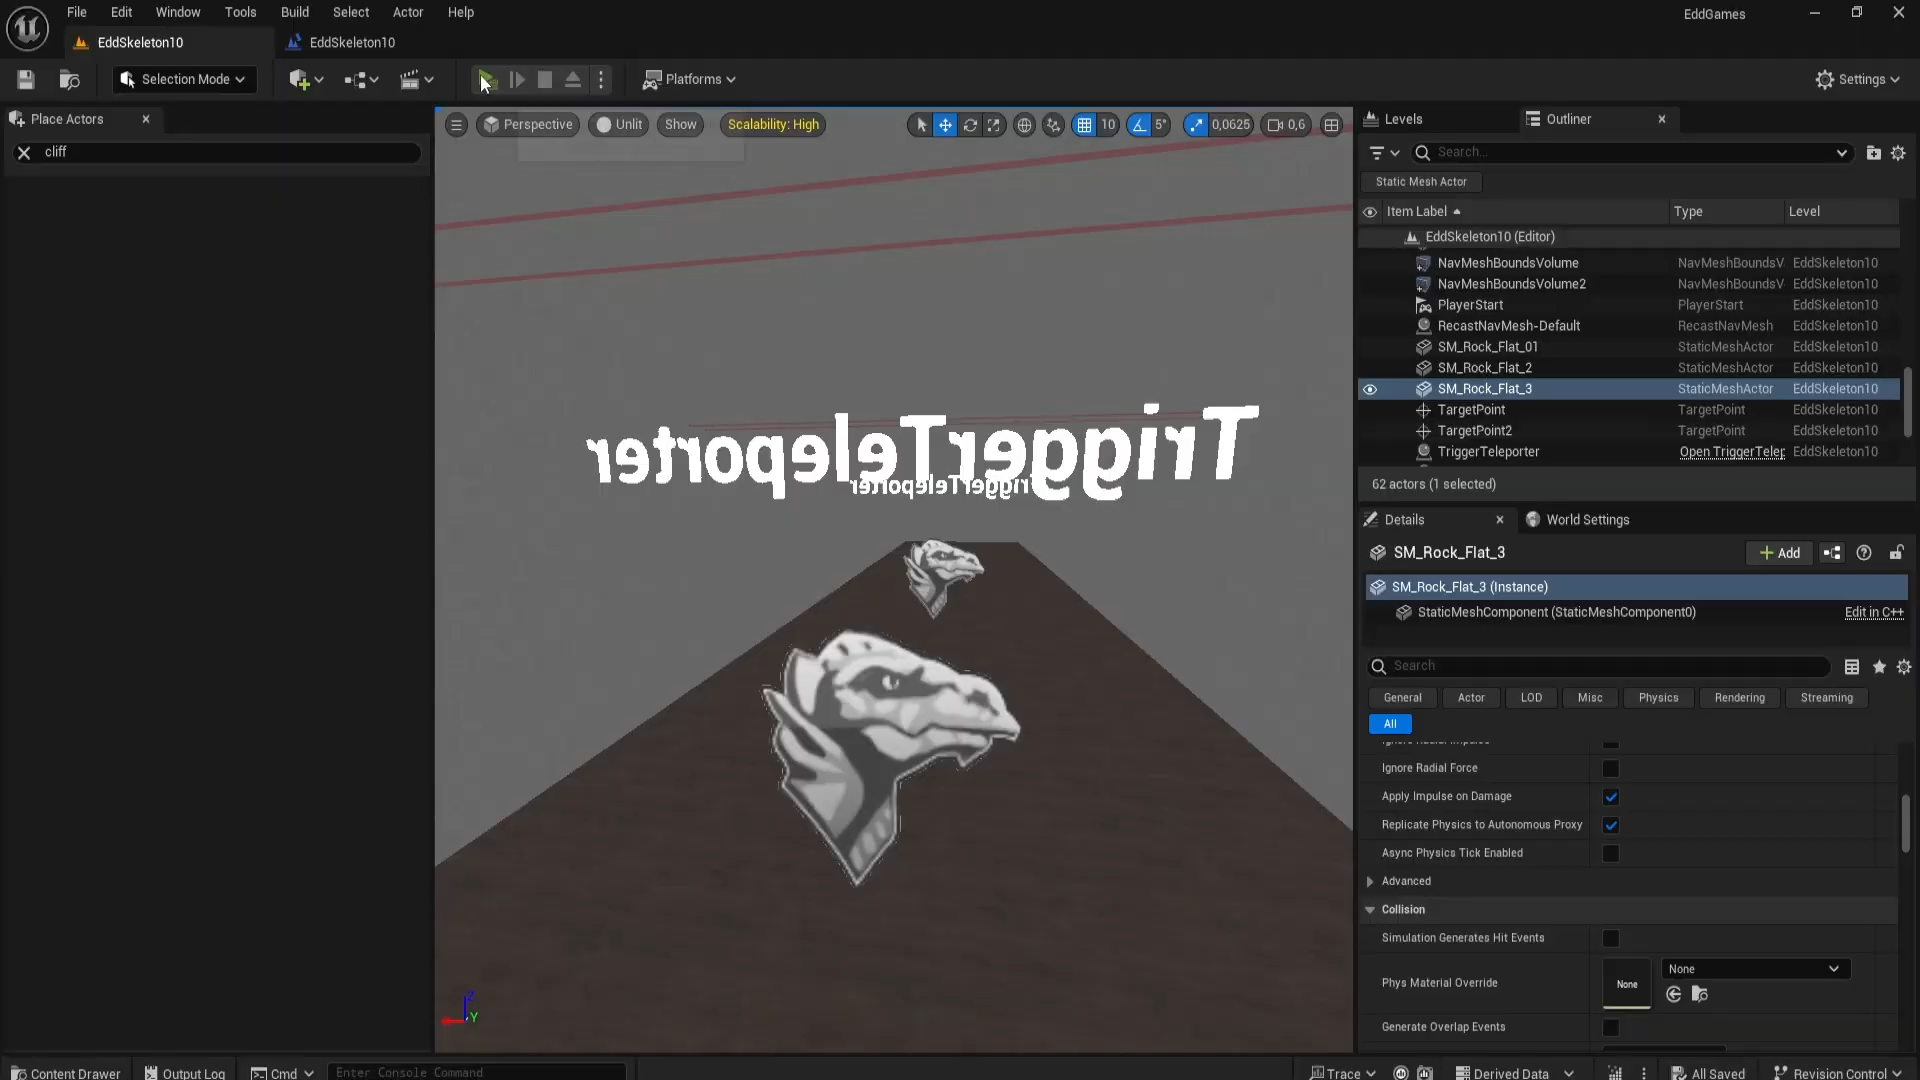 File Edit Window Tools Build Select Actor Help EddGames
EddSkeleton10 EddSkeleton10
Selection Mode Platforms Settings
Place Actors
cliff
Perspective Unlit Show Scalability: High 10 5° 0,0625 0,6
TriggerTeleporter
TriggerTeleporter
Levels Outliner
Search...
Static Mesh Actor
Item Label Type Level
EddSkeleton10 (Editor)
NavMeshBoundsVolume NavMeshBoundsV EddSkeleton10
NavMeshBoundsVolume2 NavMeshBoundsV EddSkeleton10
PlayerStart PlayerStart EddSkeleton10
RecastNavMesh-Default RecastNavMesh EddSkeleton10
SM_Rock_Flat_01 StaticMeshActor EddSkeleton10
SM_Rock_Flat_2 StaticMeshActor EddSkeleton10
SM_Rock_Flat_3 StaticMeshActor EddSkeleton10
TargetPoint TargetPoint EddSkeleton10
TargetPoint2 TargetPoint EddSkeleton10
TriggerTeleporter Open TriggerTelep EddSkeleton10
62 actors (1 selected)
Details World Settings
SM_Rock_Flat_3 Add
SM_Rock_Flat_3 (Instance)
StaticMeshComponent (StaticMeshComponent0) Edit in C++
Search
General Actor LOD Misc Physics Rendering Streaming
All
Ignore Radial Impulse
Ignore Radial Force
Apply Impulse on Damage
Replicate Physics to Autonomous Proxy
Async Physics Tick Enabled
Advanced
Collision
Simulation Generates Hit Events
Phys Material Override None None
Generate Overlap Events
Z
Y
Content Drawer Output Log Cmd Enter Console Command Trace Derived Data All Saved Revision Control